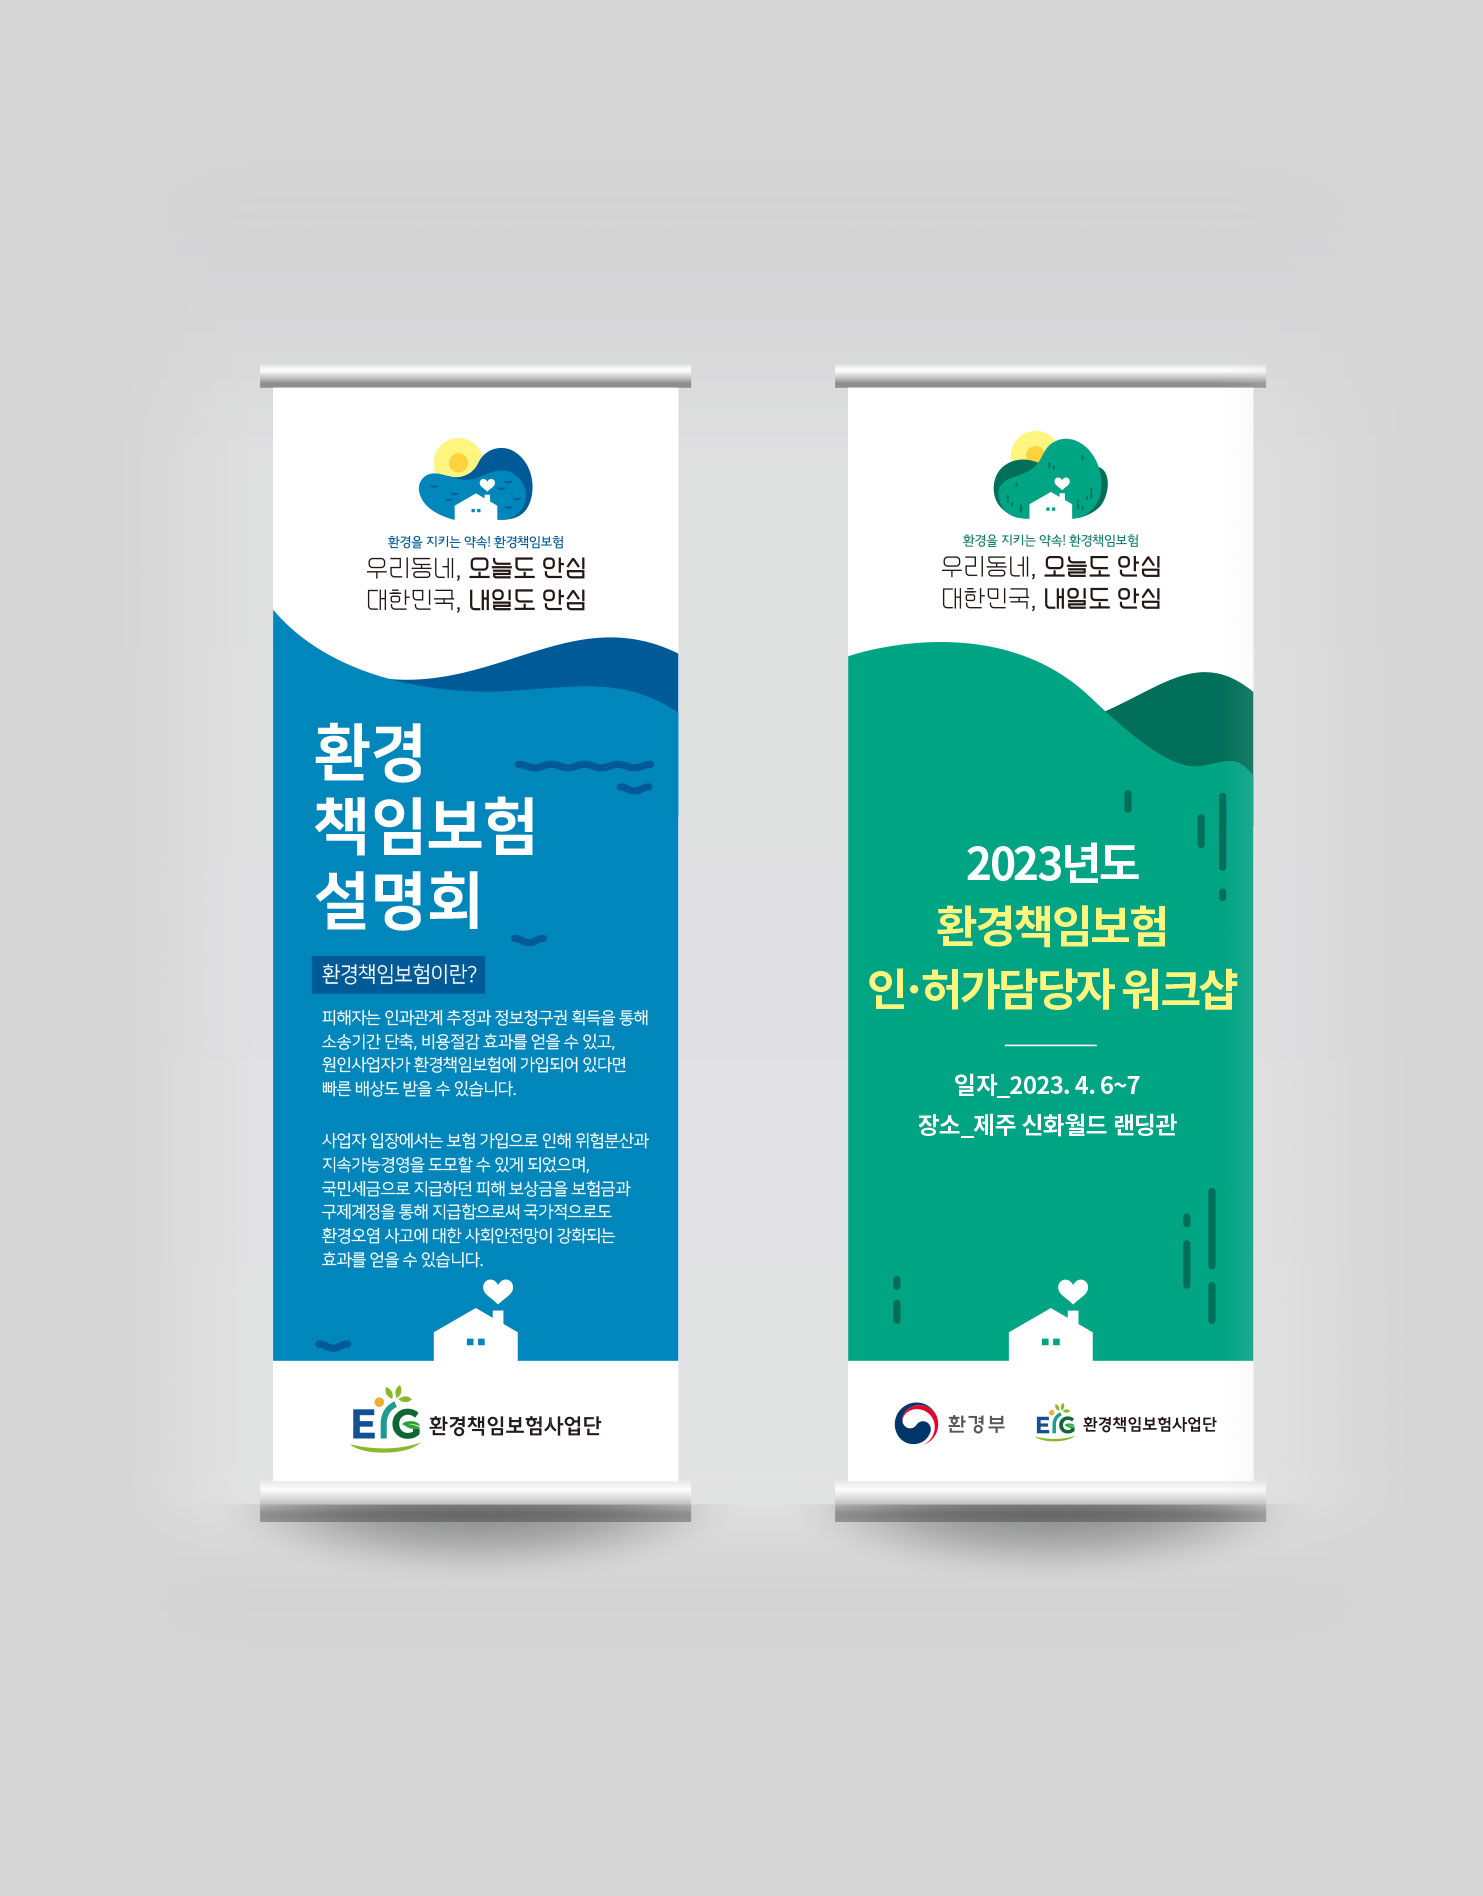 환경을 지키는 약속! 환경책임보험
우리동네, 오늘도 안심
대한민국, 내일도 안심
환경
책임보험
설명회
환경책임보험이란?
피해자는 인과관계 추정과 정보청구권 획득을 통해
소송기간 단축, 비용절감 효과를 얻을 수 있고,
원인사업자가 환경책임보험에 가입되어 있다면
빠른 배상도 받을 수 있습니다.
사업자 입장에서는 보험 가입으로 인해 위험분산과
지속가능경영을 도모할 수 있게 되었으며,
국민세금으로 지급하던 피해 보상금을 보험금과
구제계정을 통해 지급함으로써 국가적으로도
환경오염 사고에 대한 사회안전망이 강화되는
효과를 얻을 수 있습니다.
EIG 환경책임보험사업단
환경을 지키는 약속! 환경책임보험
우리동네, 오늘도 안심
대한민국, 내일도 안심
2023년도
환경책임보험
인·허가담당자 워크샵
일자_2023. 4. 6~7
장소_제주 신화월드 랜딩관
환경부
EIG 환경책임보험사업단